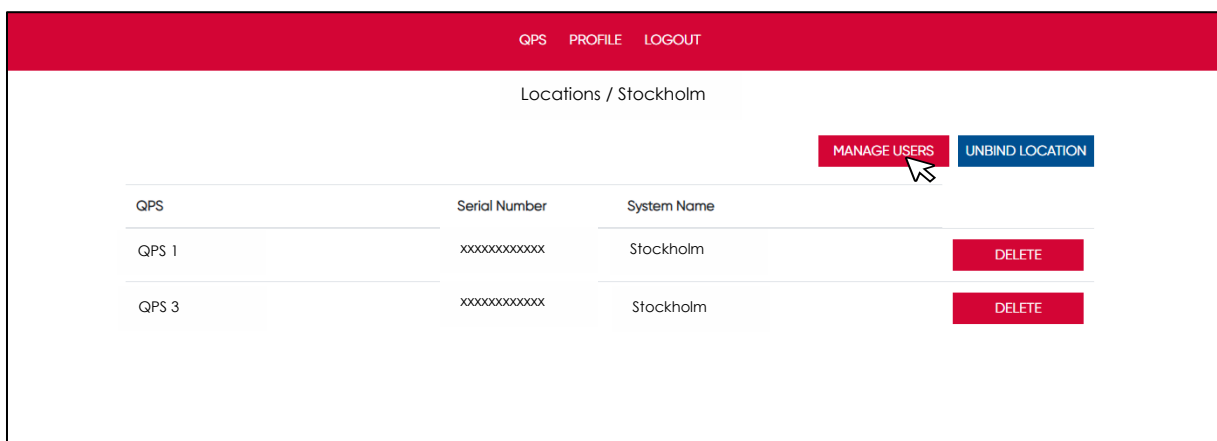 QPS PROFILE LOGOUT
Locations / Stockholm
MANAGE USERS UNBIND LOCATION
QPS Serial Number System Name
QPS 1 xxxxxxxxxxxx Stockholm DELETE
QPS 3 xxxxxxxxxxxx Stockholm DELETE